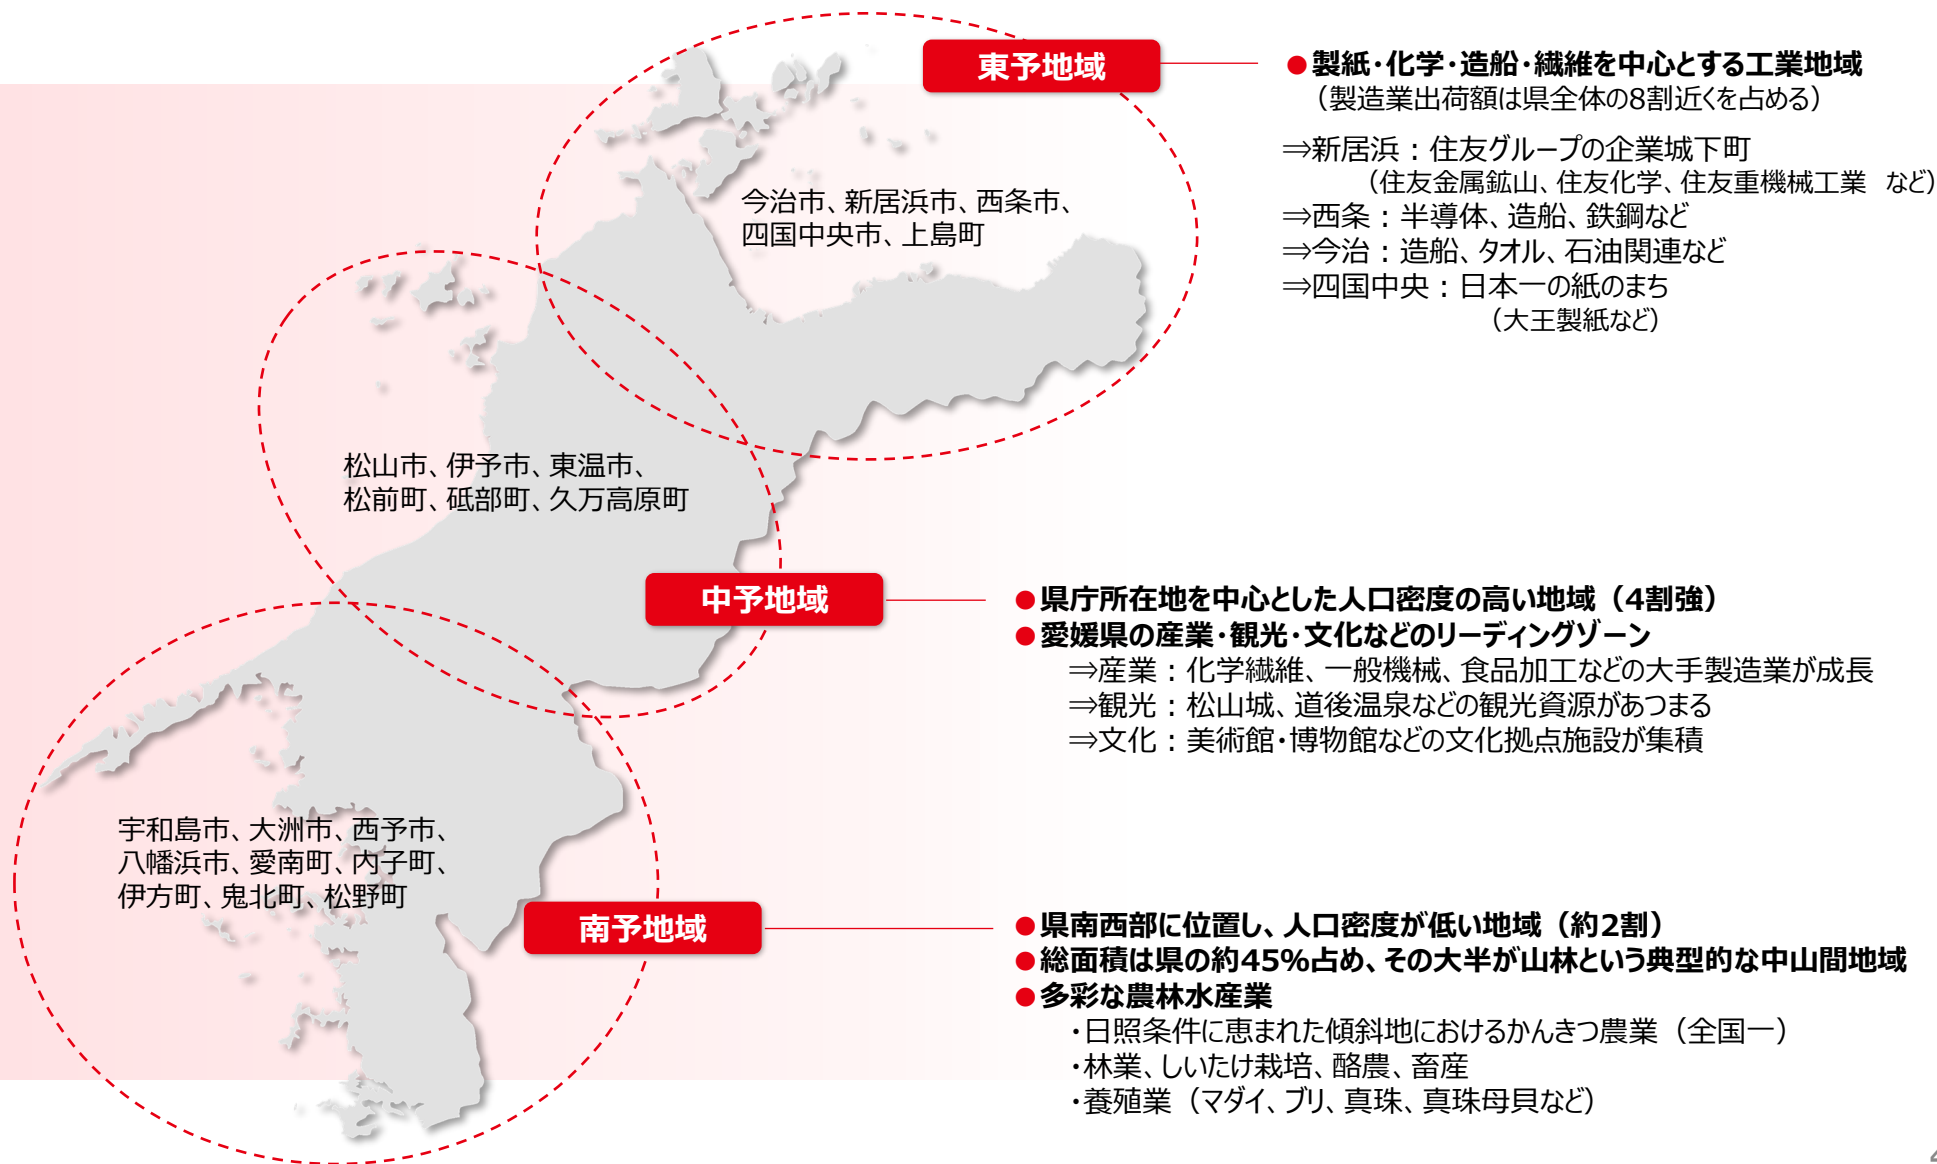 東予地域
●製紙・化学・造船・繊維を中心とする工業地域
（製造業出荷額は県全体の8割近くを占める）
⇒新居浜：住友グループの企業城下町
（住友金属鉱山、住友化学、住友重機械工業　など）
⇒西条：半導体、造船、鉄鋼など
⇒今治：造船、タオル、石油関連など
⇒四国中央：日本一の紙のまち
（大王製紙など）
今治市、新居浜市、西条市、
四国中央市、上島町
松山市、伊予市、東温市、
松前町、砥部町、久万高原町
中予地域
●県庁所在地を中心とした人口密度の高い地域（4割強）
●愛媛県の産業・観光・文化などのリーディングゾーン
⇒産業：化学繊維、一般機械、食品加工などの大手製造業が成長
⇒観光：松山城、道後温泉などの観光資源があつまる
⇒文化：美術館・博物館などの文化拠点施設が集積
宇和島市、大洲市、西予市、
八幡浜市、愛南町、内子町、
伊方町、鬼北町、松野町
南予地域
●県南西部に位置し、人口密度が低い地域（約2割）
●総面積は県の約45%占め、その大半が山林という典型的な中山間地域
●多彩な農林水産業
・日照条件に恵まれた傾斜地におけるかんきつ農業（全国一）
・林業、しいたけ栽培、酪農、畜産
・養殖業（マダイ、ブリ、真珠、真珠母貝など）